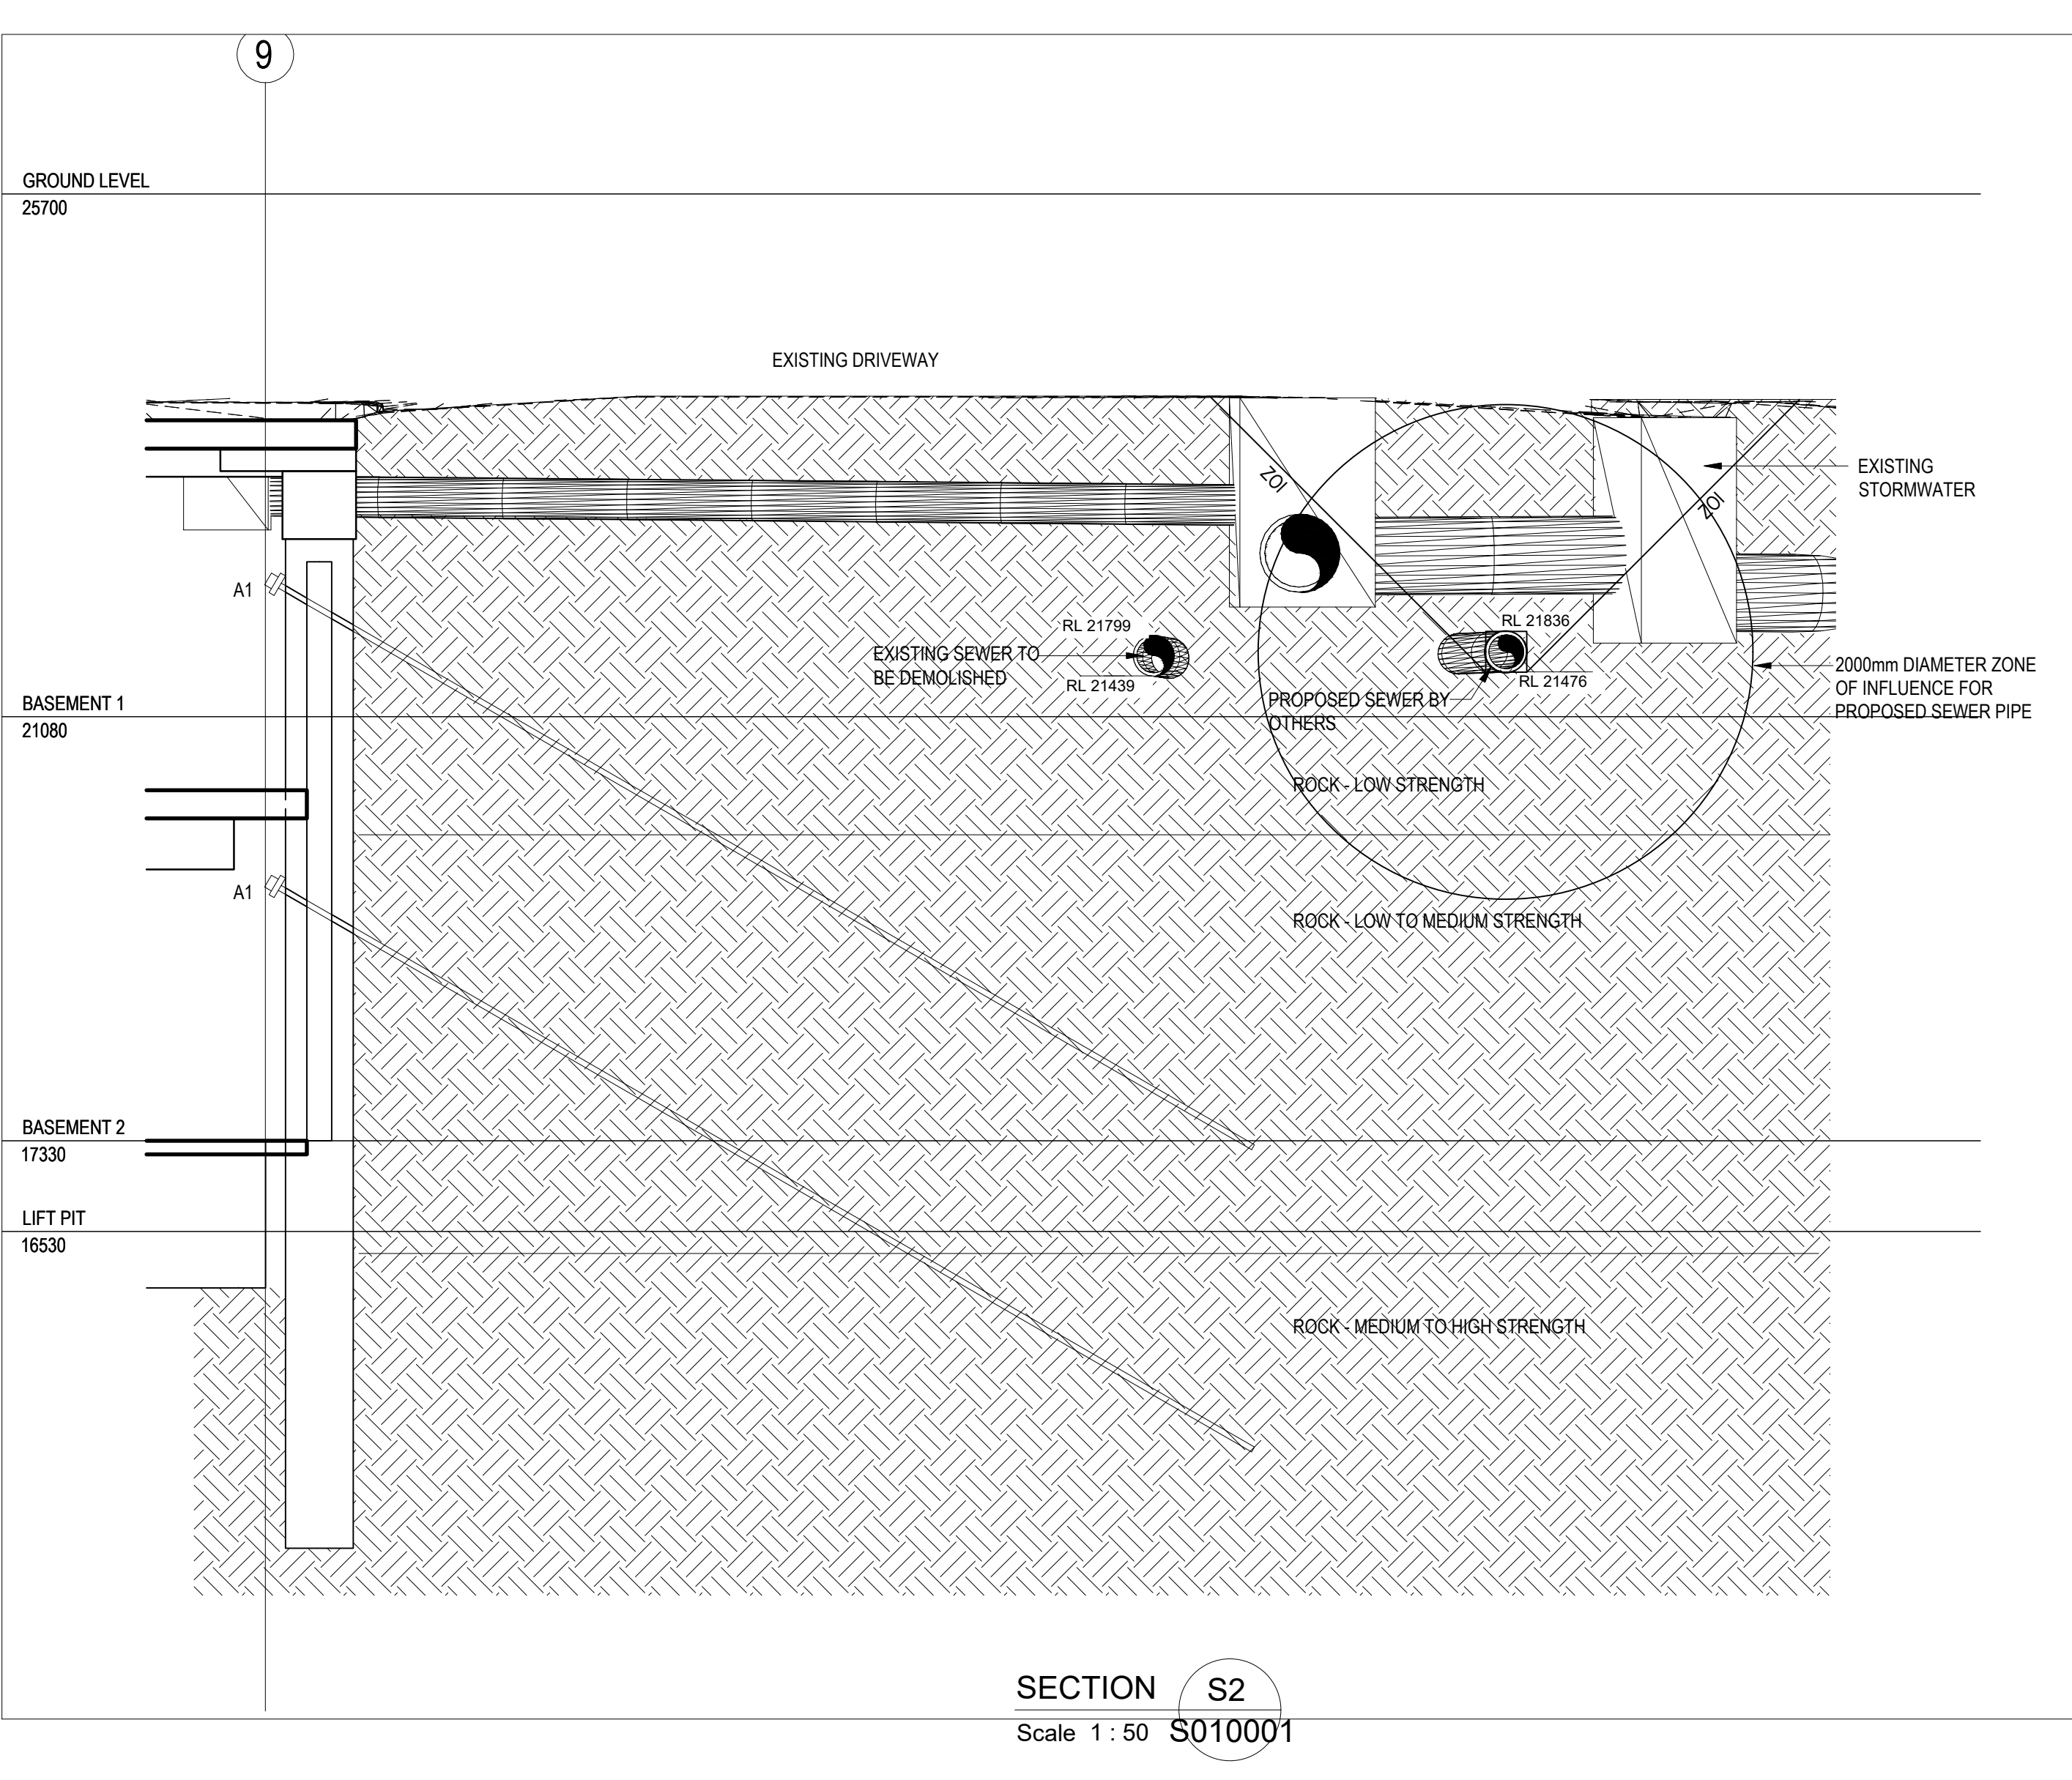 9
GROUND LEVEL
25700
EXISTING DRIVEWAY
ZOI
ZOI
EXISTING
STORMWATER
A1
RL 21799
EXISTING SEWER TO
BE DEMOLISHED
RL 21439
RL 21836
RL 21476
PROPOSED SEWER BY
OTHERS
2000mm DIAMETER ZONE
OF INFLUENCE FOR
PROPOSED SEWER PIPE
BASEMENT 1
21080
ROCK - LOW STRENGTH
A1
ROCK - LOW TO MEDIUM STRENGTH
BASEMENT 2
17330
LIFT PIT
16530
ROCK - MEDIUM TO HIGH STRENGTH
SECTION
S2
Scale 1 : 50
S010001